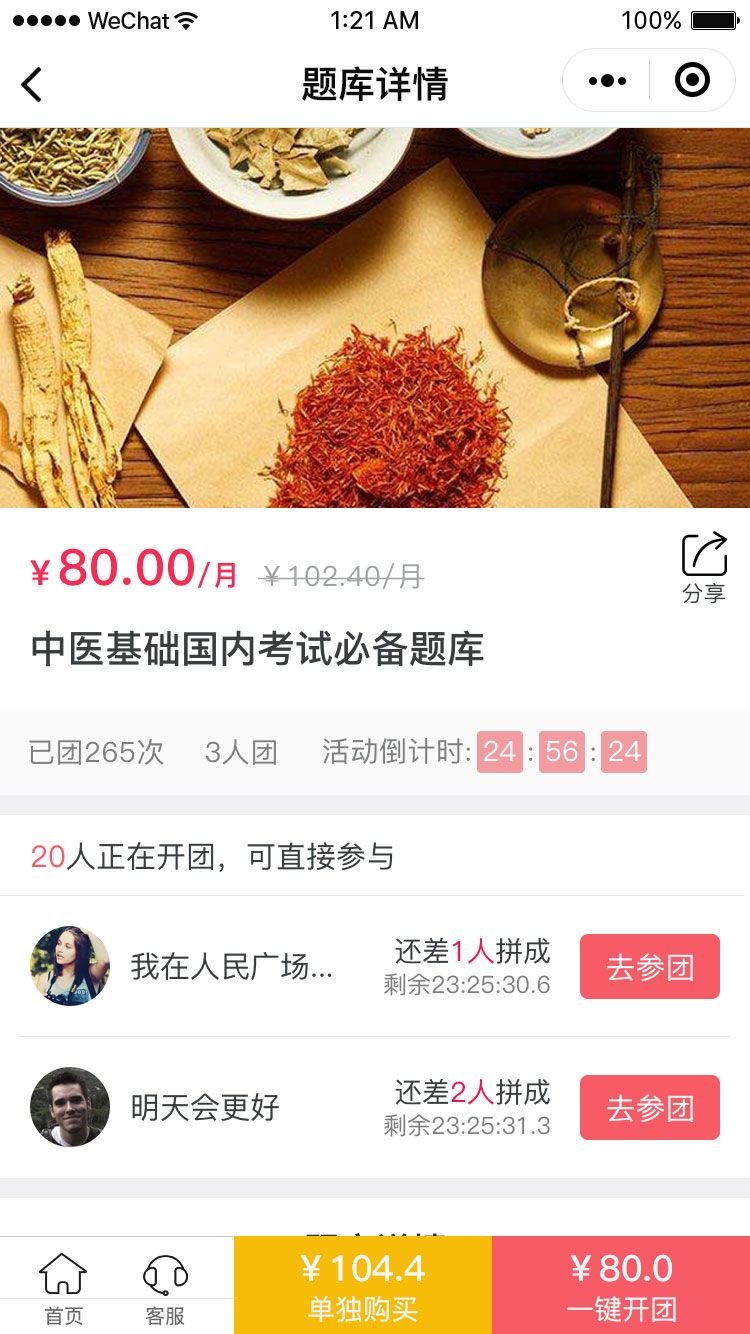 WeChat 1:21 AM 100%
题库详情
¥80.00/月 ¥102.40/月
分享
中医基础国内考试必备题库
已团265次 3人团 活动倒计时: 24 : 56 : 24
20人正在开团，可直接参与
我在人民广场... 还差1人拼成 去参团
剩余23:25:30.6
明天会更好 还差2人拼成 去参团
剩余23:25:31.3
首页 客服 ¥104.4 ¥80.0
单独购买 一键开团